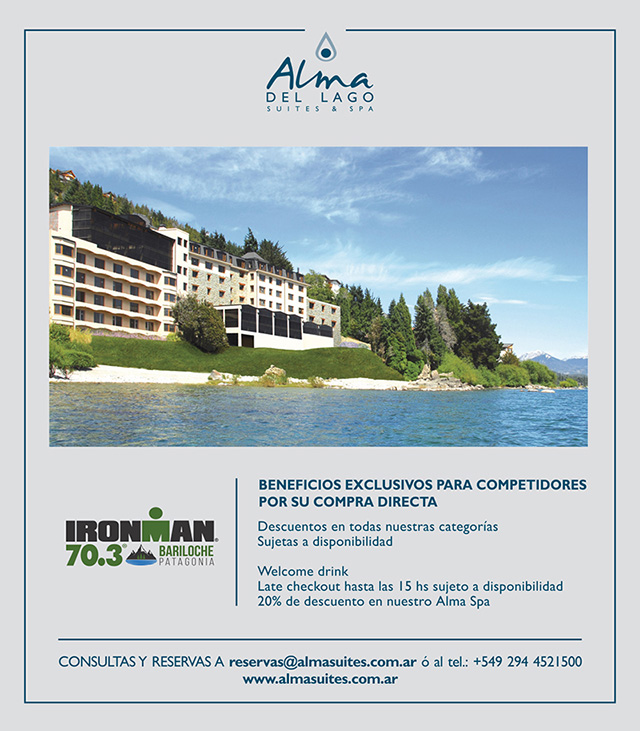 Alma
DEL LAGO
SUITES & SPA
BENEFICIOS EXCLUSIVOS PARA COMPETIDORES
POR SU COMPRA DIRECTA
IRONMAN®
70.3® BARILOCHE
PATAGONIA
Descuentos en todas nuestras categorías
Sujetas a disponibilidad
Welcome drink
Late checkout hasta las 15 hs sujeto a disponibilidad
20% de descuento en nuestro Alma Spa
CONSULTAS Y RESERVAS A reservas@almasuites.com.ar ó al tel.: +549 294 4521500
www.almasuites.com.ar